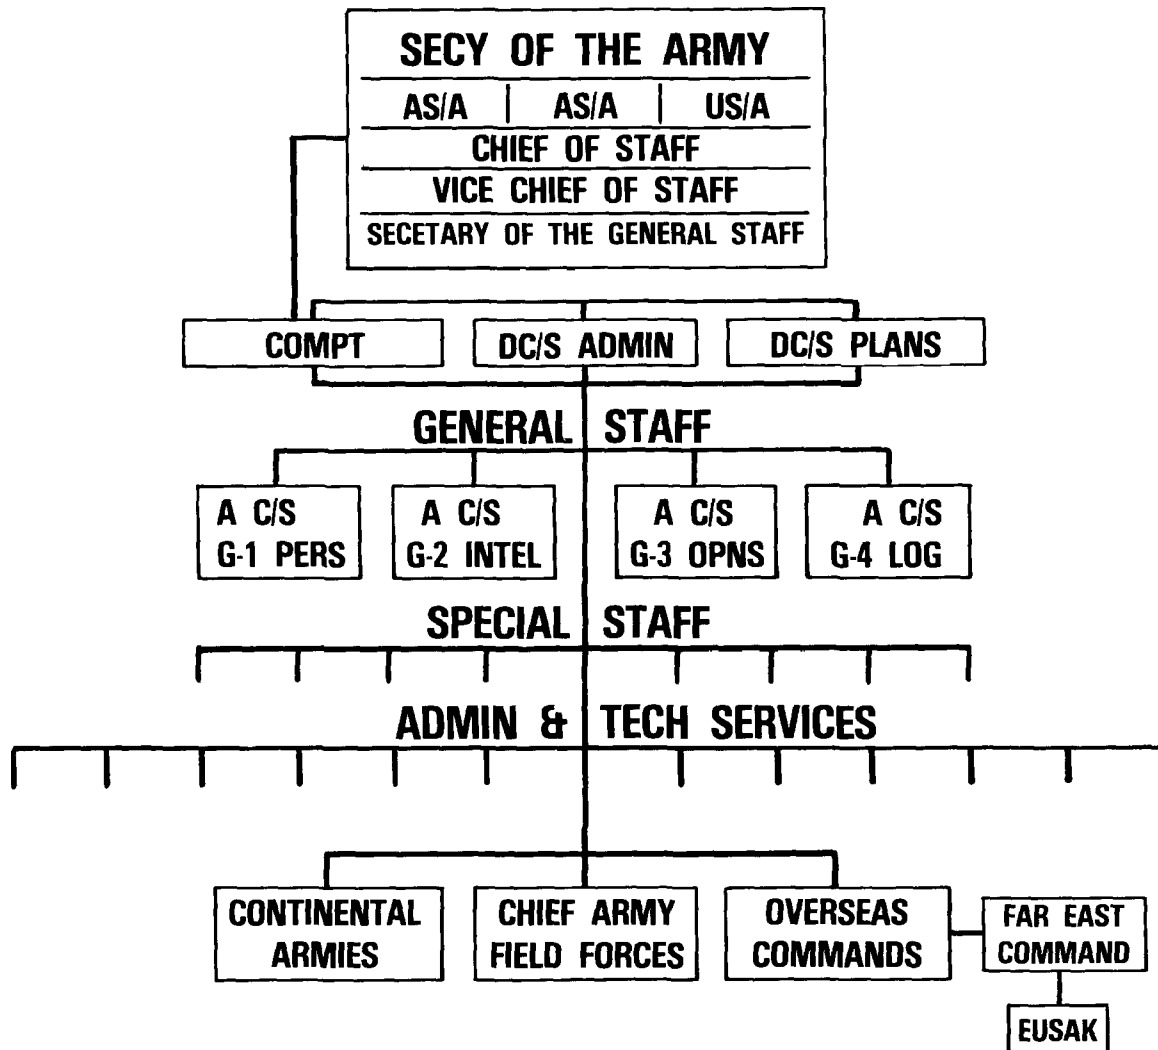 SECY OF THE ARMY
AS/A AS/A US/A
CHIEF OF STAFF
VICE CHIEF OF STAFF
SECETARY OF THE GENERAL STAFF
COMPT DC/S ADMIN DC/S PLANS
GENERAL STAFF
A C/S
G-1 PERS
A C/S
G-2 INTEL
A C/S
G-3 OPNS
A C/S
G-4 LOG
SPECIAL STAFF
ADMIN & TECH SERVICES
CONTINENTAL
ARMIES
CHIEF ARMY
FIELD FORCES
OVERSEAS
COMMANDS
FAR EAST
COMMAND
EUSAK